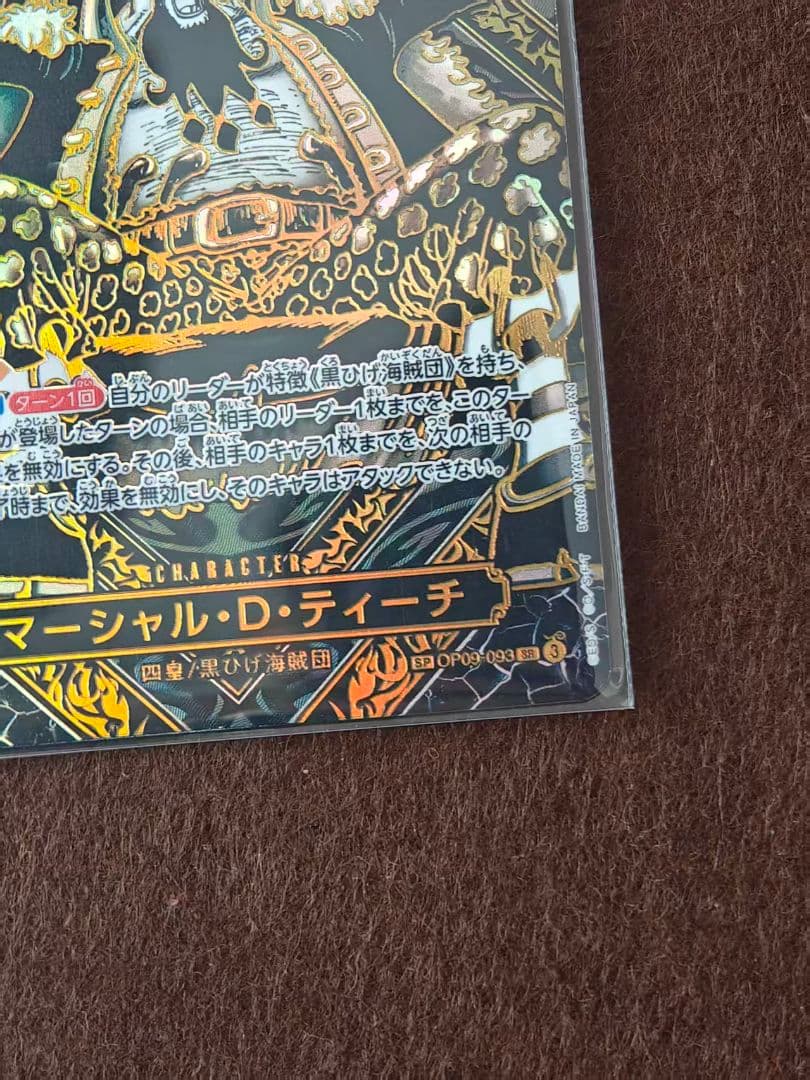 ターン1回 自分のリーダーが特徴《黒ひげ海賊団》を持ち、
が登場したターンの場合、相手のリーダー1枚までを、このター
を無効にする。その後、相手のキャラ1枚までを、次の相手の
了時まで、効果を無効にし、そのキャラはアタックできない。
CHARACTER
マーシャル・D・ティーチ
四皇/黒ひげ海賊団
SP OP09-093 SR 3
BANDAI MADE IN JAPAN